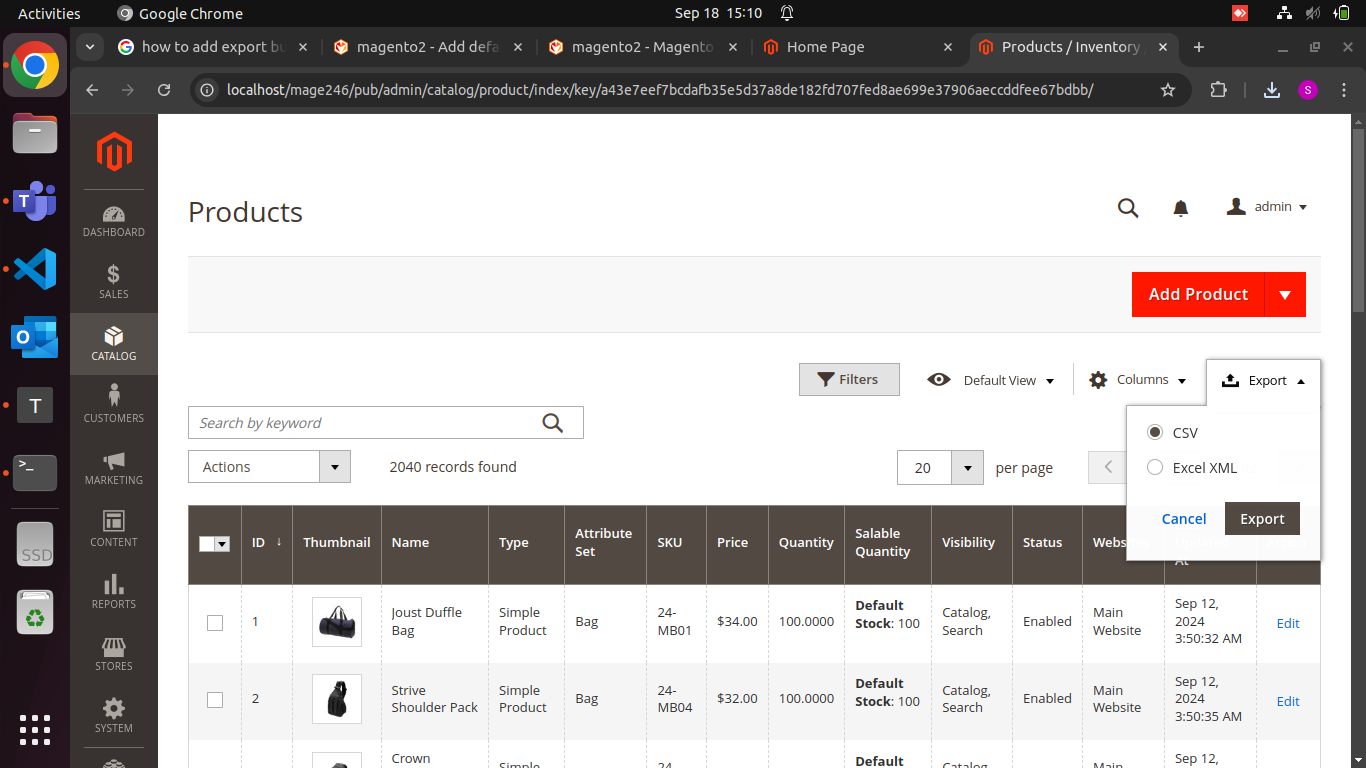 Activities
Google Chrome
Sep 18 15:10
how to add export bu
magento2 - Add defa
magento2 - Magento
Home Page
Products / Inventory
localhost/mage246/pub/admin/catalog/product/index/key/a43e7eef7bcdafb35e5d37a8de182fd707fed8ae699e37906aeccddfee67bdbb/
S
T
T
SSD
DASHBOARD
$
SALES
CATALOG
CUSTOMERS
MARKETING
CONTENT
REPORTS
STORES
SYSTEM
Products
admin
Add Product
Filters
Default View
Columns
Export
CSV
Excel XML
Cancel
Export
Search by keyword
Actions
2040 records found
20
per page
ID ↓
Thumbnail
Name
Type
Attribute
Set
SKU
Price
Quantity
Salable
Quantity
Visibility
Status
At
Joust Duffle
Bag
1
Simple
Product
Bag
24-
MB01
$34.00
100.0000
Default
Stock: 100
Catalog,
Search
Enabled
Main
Website
Sep 12,
2024
3:50:32 AM
Edit
2
Strive
Shoulder Pack
Simple
Product
Bag
24-
MB04
$32.00
100.0000
Default
Stock: 100
Catalog,
Search
Enabled
Main
Website
Sep 12,
2024
3:50:35 AM
Edit
Crown
Simple
24-
Default
Catalog,
Main
Sep 12,